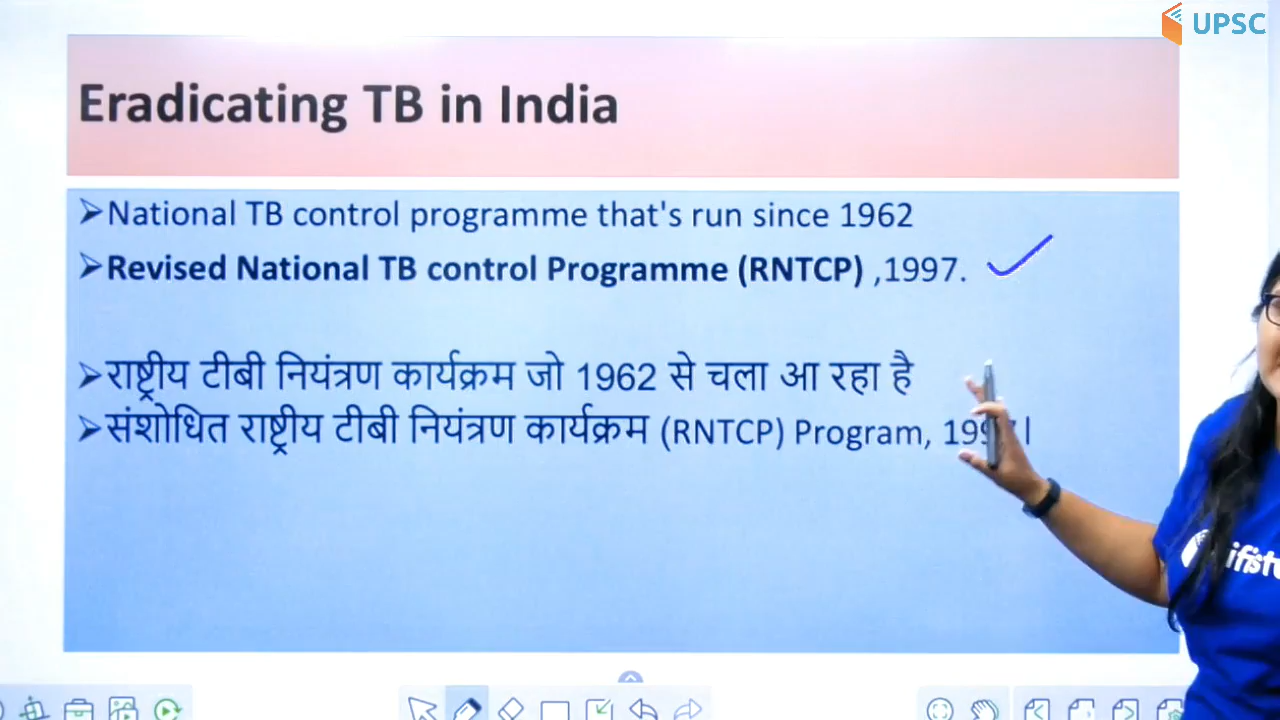 UPSC
Eradicating TB in India
➢National TB control programme that's run since 1962
➢Revised National TB control Programme (RNTCP) ,1997.
➢राष्ट्रीय टीबी नियंत्रण कार्यक्रम जो 1962 से चला आ रहा है
➢संशोधित राष्ट्रीय टीबी नियंत्रण कार्यक्रम (RNTCP) Program,